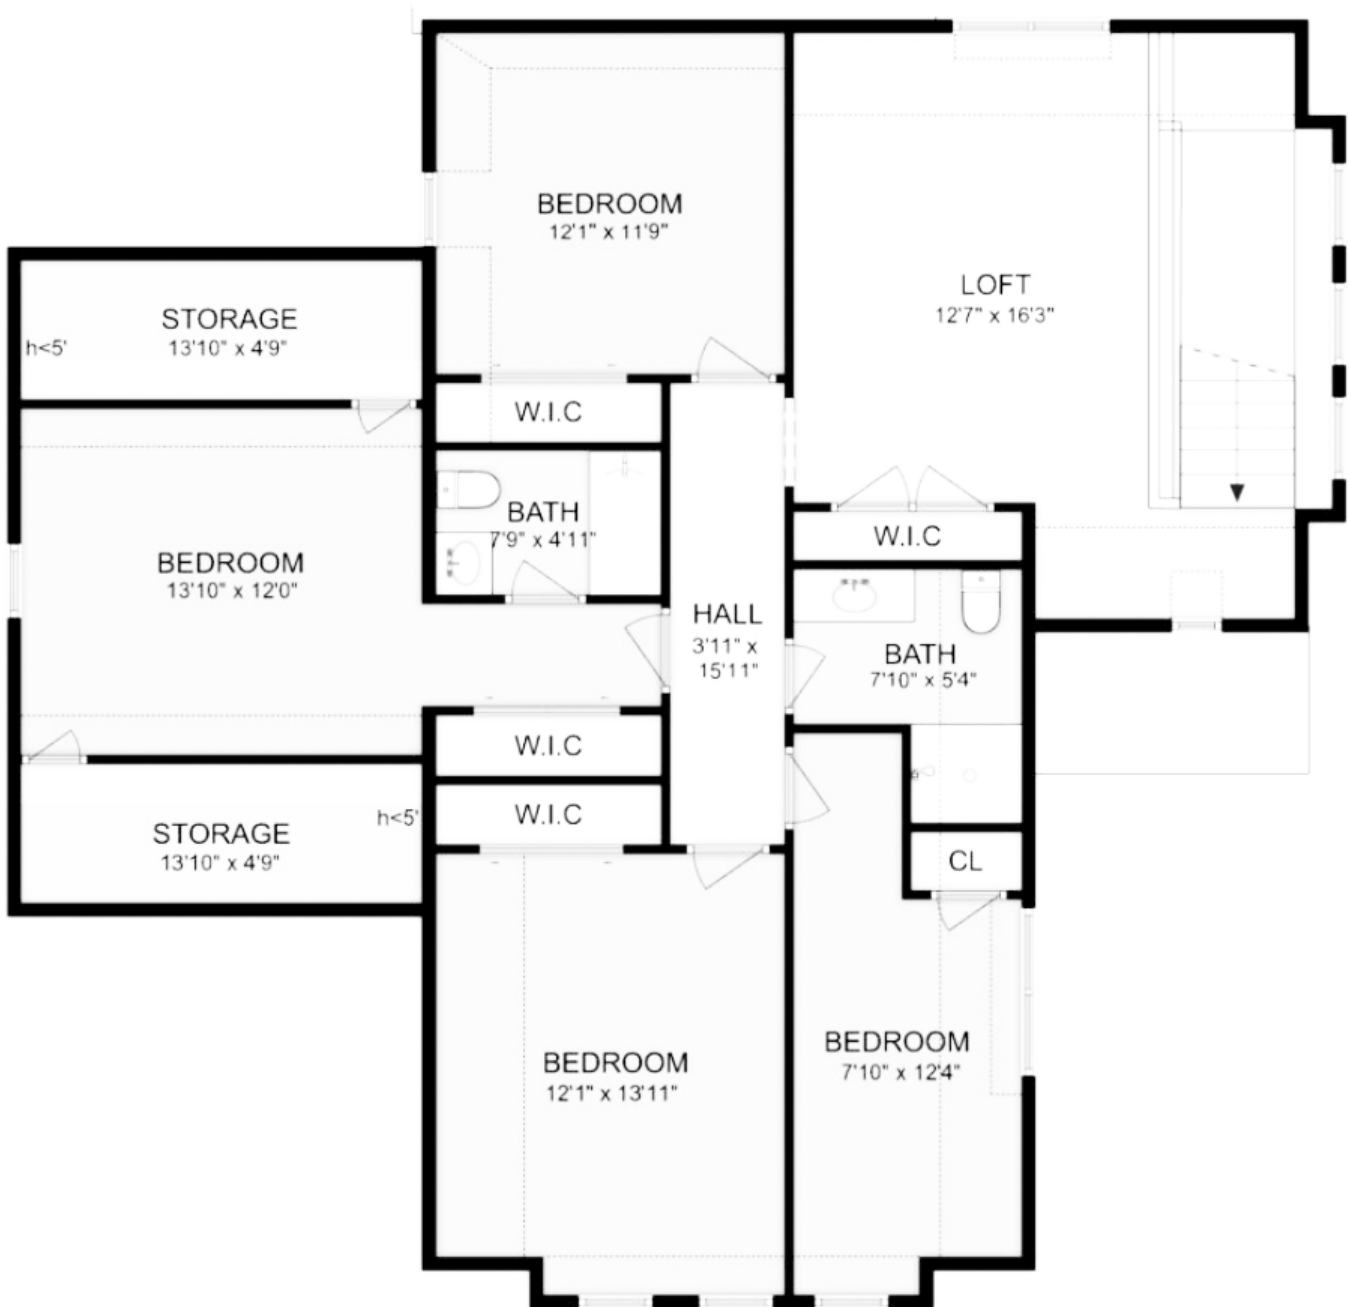 BEDROOM
12'1" x 11'9"
LOFT
12'7" x 16'3"
STORAGE
13'10" x 4'9"
h<5'
W.I.C
BATH
7'9" x 4'11"
W.I.C
BEDROOM
13'10" x 12'0"
HALL
3'11" x
15'11"
BATH
7'10" x 5'4"
W.I.C
W.I.C
STORAGE
13'10" x 4'9"
h<5'
CL
BEDROOM
12'1" x 13'11"
BEDROOM
7'10" x 12'4"